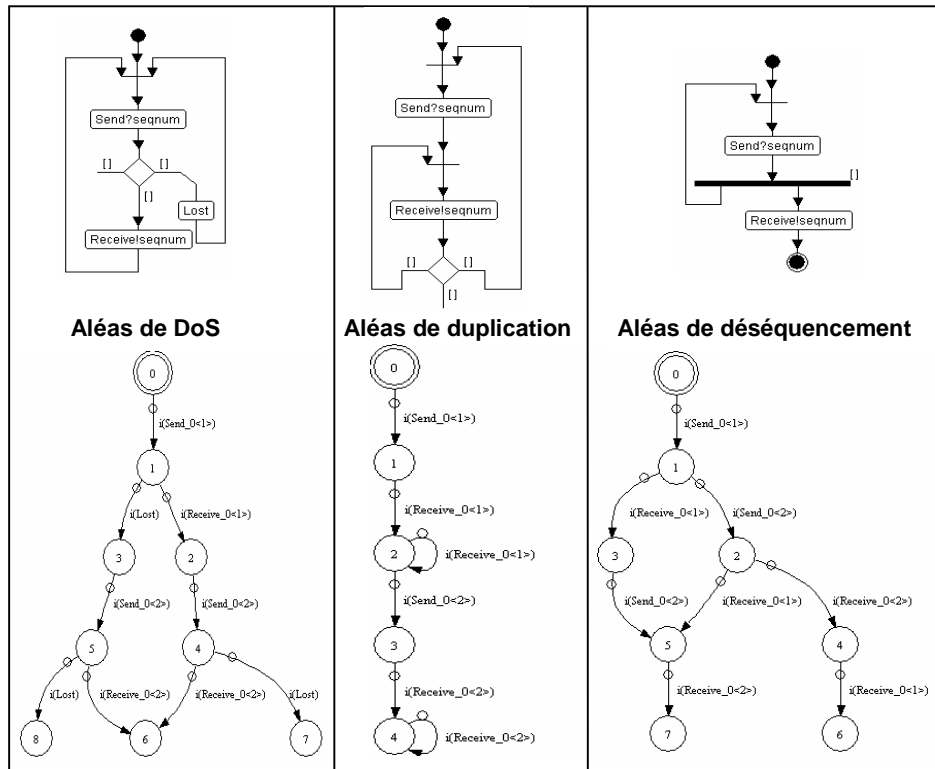 Send?seqnum
[ ]
[ ]
[ ]
Lost
Receive!seqnum
Aléas de DoS
0
i(Send_0<1>)
1
i(Lost)
i(Receive_0<1>)
3
2
i(Send_0<2>)
i(Send_0<2>)
5
4
i(Lost)
i(Receive_0<2>)
i(Receive_0<2>)
i(Lost)
8
6
7
Send?seqnum
Receive!seqnum
[ ]
[ ]
[ ]
Aléas de duplication
0
i(Send_0<1>)
1
i(Receive_0<1>)
2
i(Receive_0<1>)
i(Send_0<2>)
3
i(Receive_0<2>)
4
i(Receive_0<2>)
Send?seqnum
[ ]
Receive!seqnum
Aléas de déséquencement
0
i(Send_0<1>)
1
i(Receive_0<1>)
i(Send_0<2>)
3
2
i(Send_0<2>)
i(Receive_0<1>)
i(Receive_0<2>)
5
4
i(Receive_0<2>)
i(Receive_0<1>)
7
6